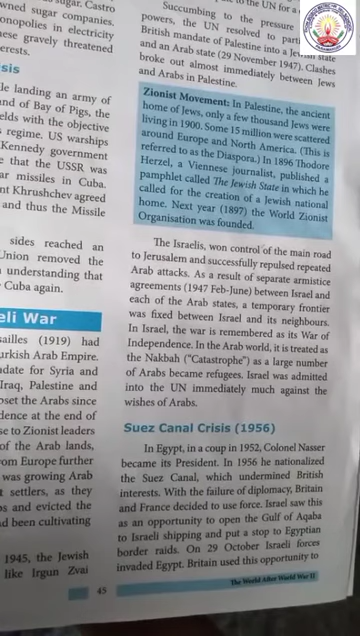 sugar. Castro
owned sugar companies,
monopolies in electricity
these gravely threatened
interests.
landing an army of
and of Bay of Pigs, the
with the objective
regime. US warships
Kennedy government
that the USSR was
missiles in Cuba.
Khrushchev agreed
and thus the Missile
sides reached an
Union removed the
understanding that
Cuba again.
eli War
sailles (1919) had
urkish Arab Empire.
date for Syria and
Iraq, Palestine and
pset the Arabs since
dence at the end of
se to Zionist leaders
of the Arab lands,
rom Europe further
was growing Arab
settlers, as they
and evicted the
d been cultivating
1945, the Jewish
like Irgun Zvai
to the UN for a
Succumbing to the pressure
powers, the UN resolved to
British mandate of Palestine into a Jewish state
and an Arab state (29 November 1947). Clashes
broke out almost immediately between Jews
and Arabs in Palestine.
Zionist Movement: In Palestine, the ancient
home of Jews, only a few thousand Jews were
living in 1900. Some 15 million were scattered
around Europe and North America. (This is
referred to as the Diaspora.) In 1896 Thodore
Herzel, a Viennese journalist, published a
pamphlet called The Jewish State in which he
called for the creation of a Jewish national
home. Next year (1897) the World Zionist
Organisation was founded.
The Israelis, won control of the main road
to Jerusalem and successfully repulsed repeated
Arab attacks. As a result of separate armistice
agreements (1947 Feb-June) between Israel and
each of the Arab states, a temporary frontier
was fixed between Israel and its neighbours.
In Israel, the war is remembered as its War of
Independence. In the Arab world, it is treated as
the Nakbah ("Catastrophe") as a large number
of Arabs became refugees. Israel was admitted
into the UN immediately much against the
wishes of Arabs.
Suez Canal Crisis (1956)
In Egypt, in a coup in 1952, Colonel Nasser
became its President. In 1956 he nationalized
the Suez Canal, which undermined British
interests. With the failure of diplomacy, Britain
and France decided to use force. Israel saw this
as an opportunity to open the Gulf of Aqaba
to Israeli shipping and put a stop to Egyptian
border raids. On 29 October Israeli forces
invaded Egypt. Britain used this opportunity to
45
The World After World War II